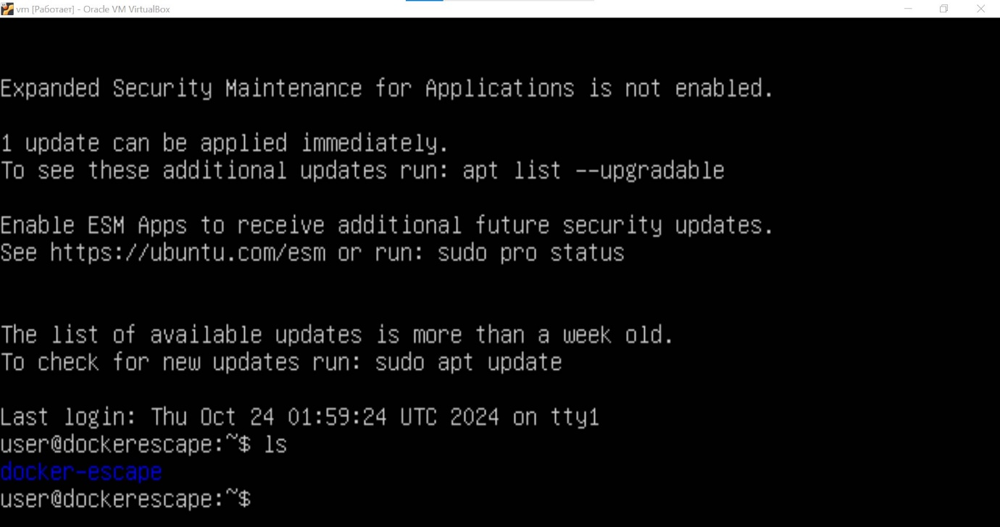 vm [Работает] - Oracle VM VirtualBox
Expanded Security Maintenance for Applications is not enabled.
1 update can be applied immediately.
To see these additional updates run: apt list --upgradable
Enable ESM Apps to receive additional future security updates.
See https://ubuntu.com/esm or run: sudo pro status
The list of available updates is more than a week old.
To check for new updates run: sudo apt update
Last login: Thu Oct 24 01:59:24 UTC 2024 on tty1
user@dockerescape:~$ ls
docker-escape
user@dockerescape:~$